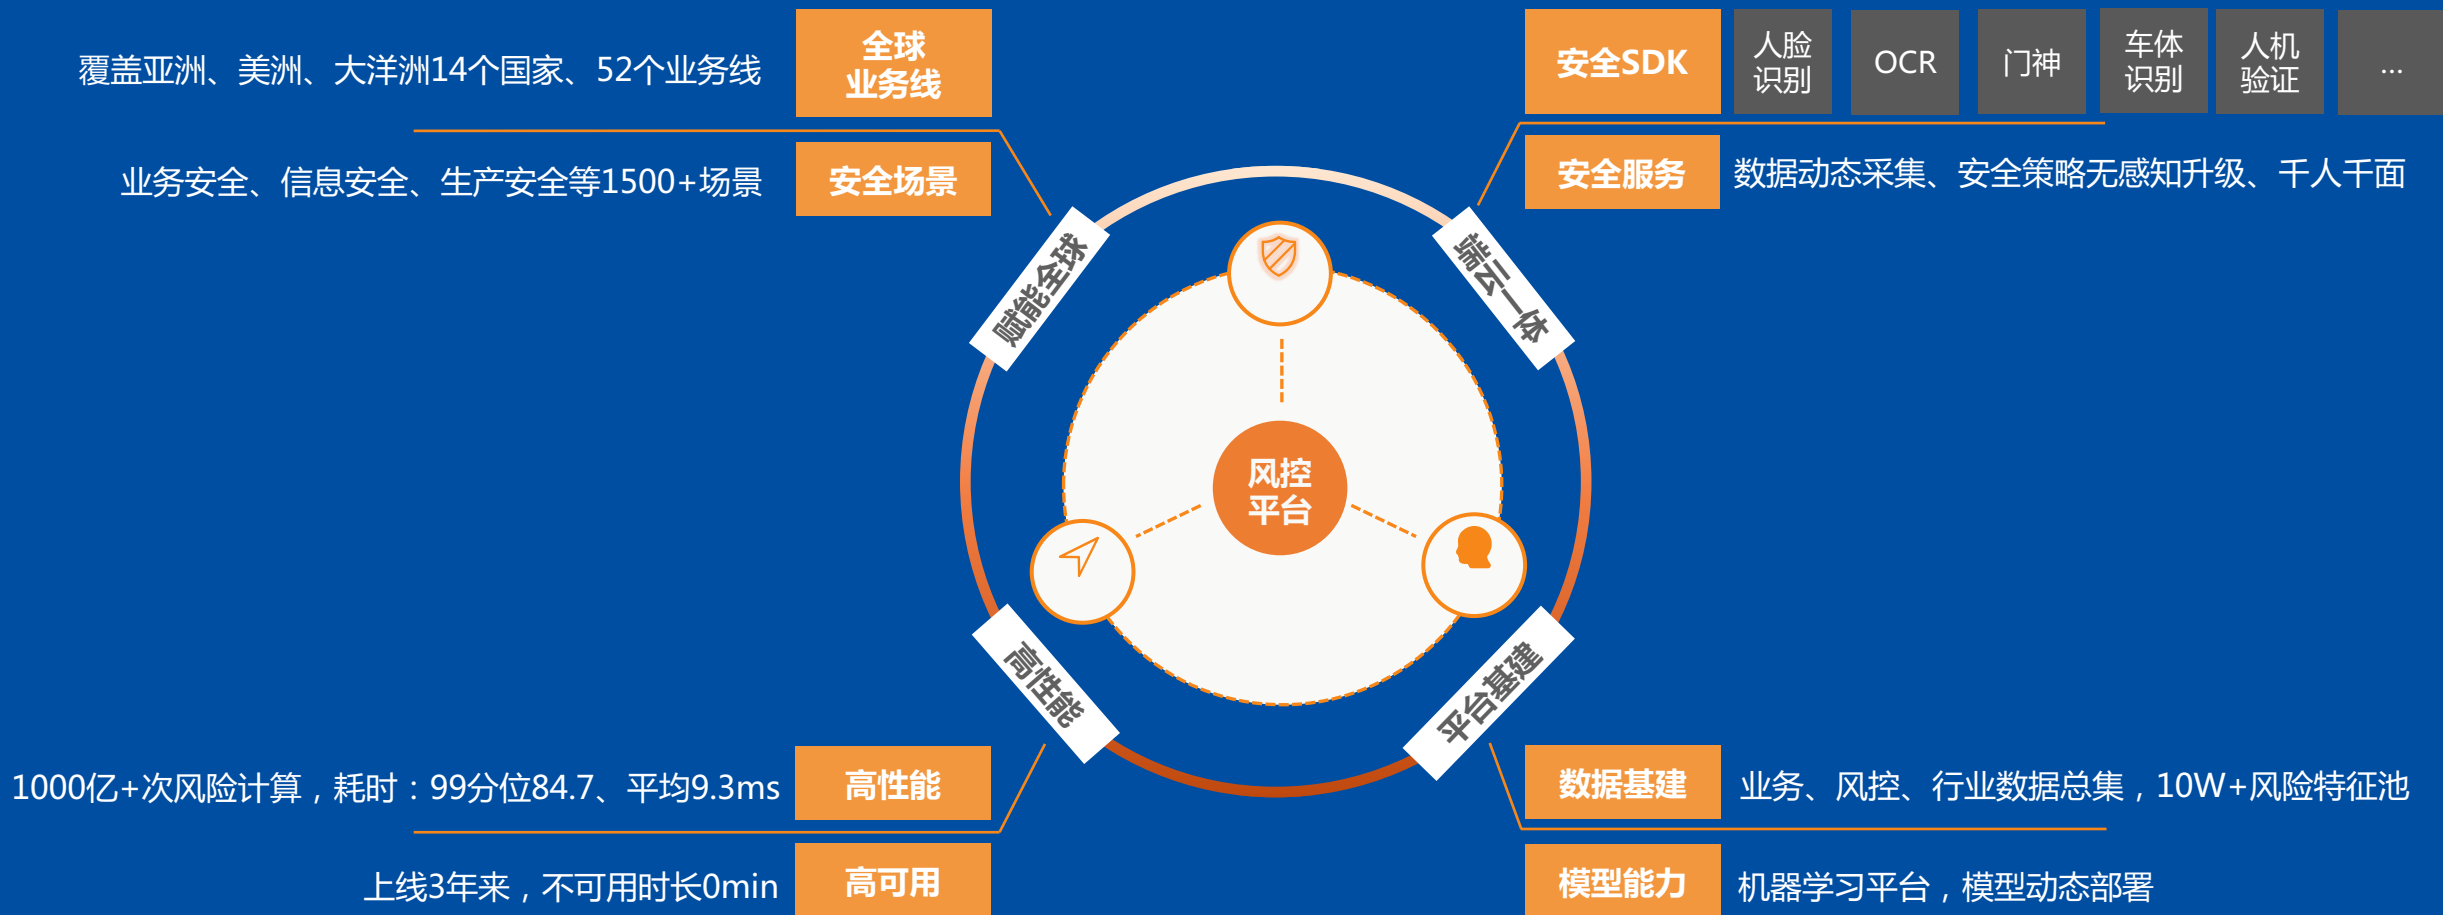 覆盖亚洲、美洲、大洋洲14个国家、52个业务线
全球
业务线
业务安全、信息安全、生产安全等1500+场景
安全场景
安全SDK
人脸
识别
OCR
门神
车体
识别
人机
验证
...
安全服务
数据动态采集、安全策略无感知升级、千人千面
赋能全球
端云一体
风控
平台
高性能
平台基建
1000亿+次风险计算，耗时：99分位84.7、平均9.3ms
高性能
上线3年来，不可用时长0min
高可用
数据基建
业务、风控、行业数据总集，10W+风险特征池
模型能力
机器学习平台，模型动态部署